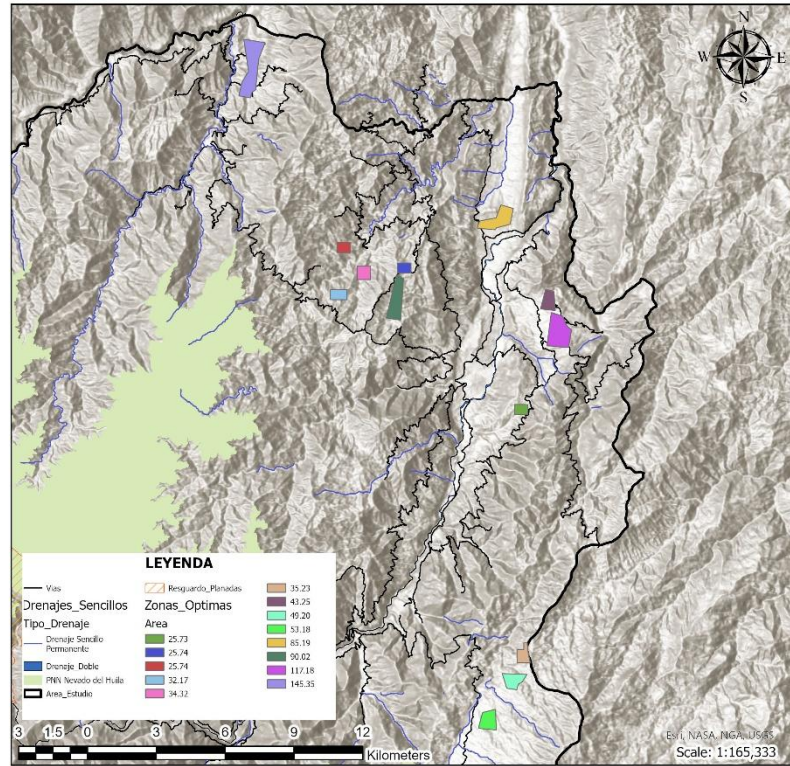 N
W E
S
LEYENDA
Vias
Drenajes_Sencillos
Tipo_Drenaje
Drenaje Sencillo
Permanente
Drenaje_Doble
PNN Nevado del Huila
Area_Estudio
Resguardo_Planadas
Zonas_Optimas
Area
25.73
25.74
25.74
32.17
34.32
35.23
43.25
49.20
53.18
85.19
90.02
117.18
145.35
3 1.5 0 3 6 9 12
Kilometers
Esri, NASA, NGA, USGS
Scale: 1:165,333